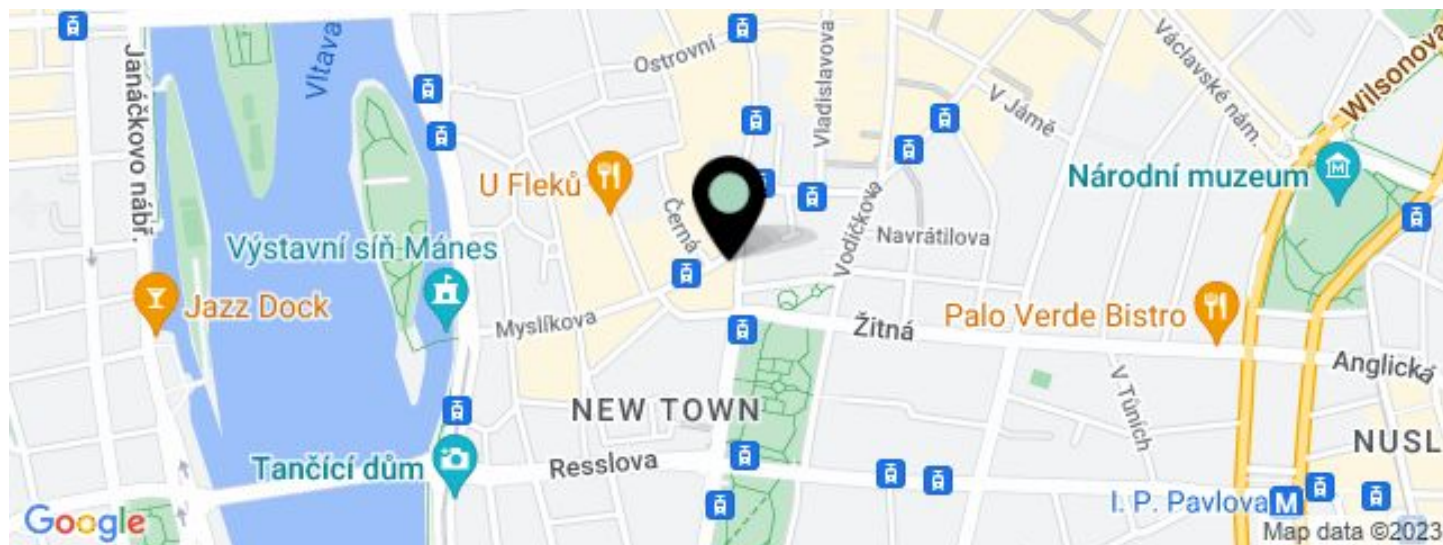 Janáčkovo nábř.
Vltava
Ostrovní
Vladislavova
V Jámě
Václavské nám.
Wilsonova
U Fleků
Černá
Národní muzeum
Výstavní síň Mánes
Vodičkova
Navrátilova
Jazz Dock
Myslíkova
Žitná
Palo Verde Bistro
Anglická
V Tůních
NEW TOWN
NUSL
Tančící dům
Resslova
I. P. Pavlova
M
Google
Map data ©2023